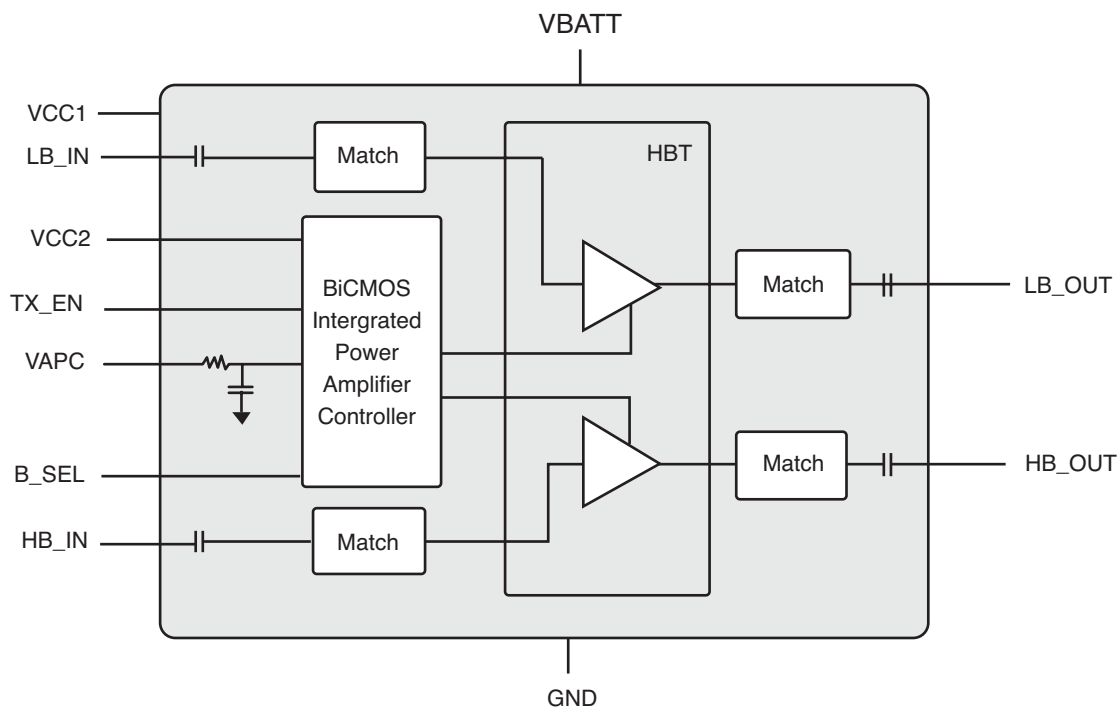 VBATT
VCC1
LB_IN
Match
HBT
VCC2
TX_EN
VAPC
B_SEL
BiCMOS
Intergrated
Power
Amplifier
Controller
Match
LB_OUT
Match
HB_OUT
HB_IN
Match
GND